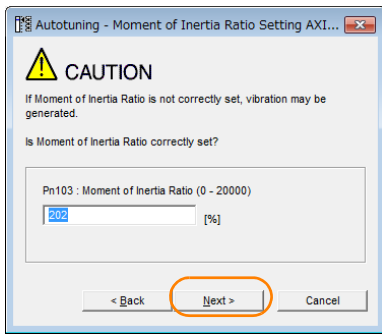 Autotuning - Moment of Inertia Ratio Setting AXI...
CAUTION
If Moment of Inertia Ratio is not correctly set, vibration may be
generated.
Is Moment of Inertia Ratio correctly set?
Pn103 : Moment of Inertia Ratio (0 - 20000)
202 [%]
< Back Next > Cancel